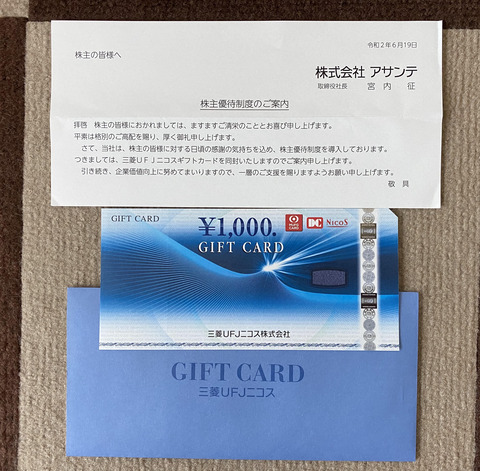 令和2年6月19日
株主の皆様へ
株式会社 アサンテ
取締役社長　宮内　征
株主優待制度のご案内
拝啓　株主の皆様におかれましては、ますますご清栄のこととお喜び申し上げます。
平素は格別のご高配を賜り、厚く御礼申し上げます。
さて、当社は、株主の皆様に対する日頃の感謝の気持ちを込め、株主優待制度を導入しております。
つきましては、三菱UFJニコスギフトカードを同封いたしますのでご案内申し上げます。
引き続き、企業価値向上に努めてまいりますので、一層のご支援を賜りますようお願い申し上げます。
敬具
GIFT CARD
¥1,000.
GIFT CARD
DC
NICOS
三菱UFJニコス株式会社
GIFT CARD
三菱UFJニコス